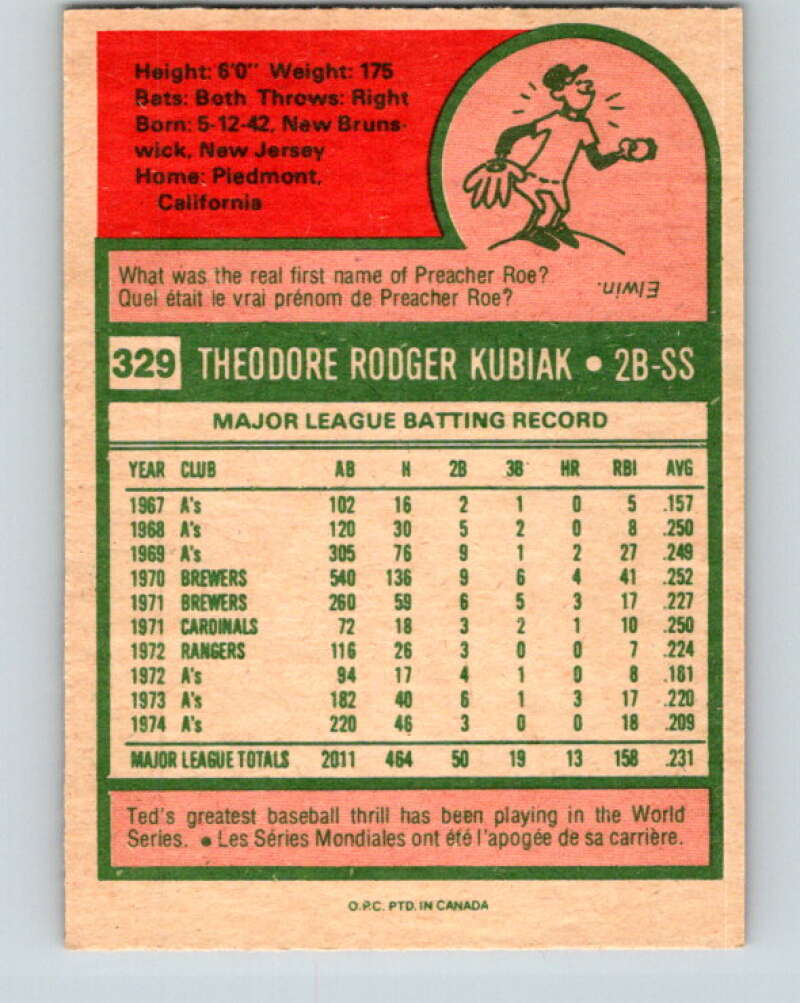 Height: 6'0" Weight: 175
Bats: Both Throws: Right
Born: 5-12-42, New Bruns-
wick, New Jersey
Home: Piedmont,
California
What was the real first name of Preacher Roe?
Quel était le vrai prénom de Preacher Roe?
Elwin.
329 THEODORE RODGER KUBIAK • 2B-SS
MAJOR LEAGUE BATTING RECORD
YEAR CLUB AB H 2B 3B HR RBI AVG
1967 A's 102 16 2 1 0 5 .157
1968 A's 120 30 5 2 0 8 .250
1969 A's 305 76 9 1 2 27 .249
1970 BREWERS 540 136 9 6 4 41 .252
1971 BREWERS 260 59 6 5 3 17 .227
1971 CARDINALS 72 18 3 2 1 10 .250
1972 RANGERS 116 26 3 0 0 7 .224
1972 A's 94 17 4 1 0 8 .181
1973 A's 182 40 6 1 3 17 .220
1974 A's 220 46 3 0 0 18 .209
MAJOR LEAGUE TOTALS 2011 464 50 19 13 158 .231
Ted's greatest baseball thrill has been playing in the World
Series. • Les Séries Mondiales ont été l'apogée de sa carrière.
O.P.C. PTD. IN CANADA